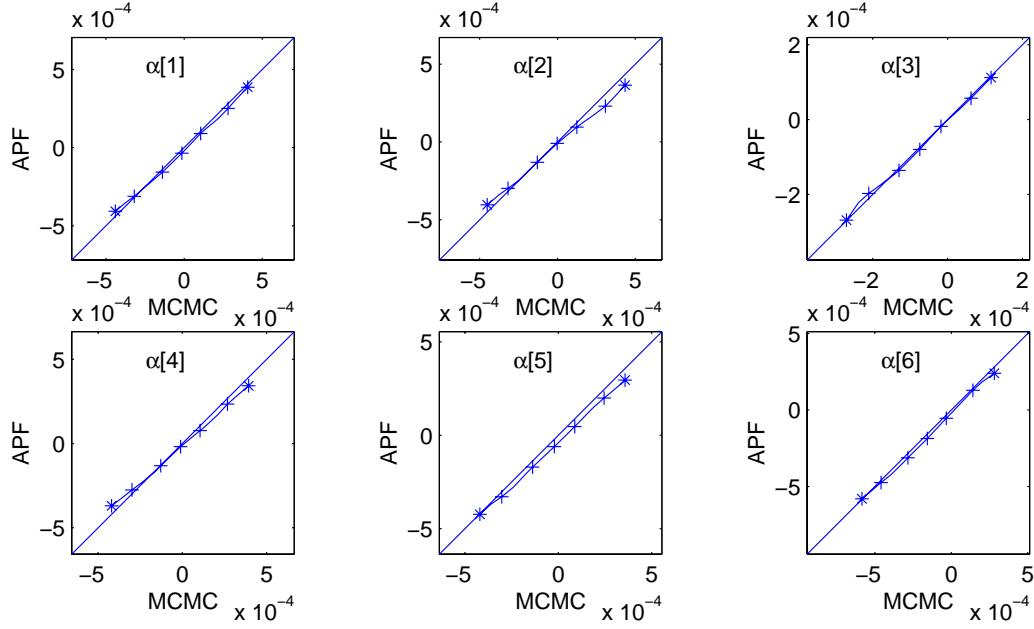 x 10⁻⁴
α[1]
5
0
−5
APF
−5 0 5
MCMC
x 10⁻⁴
x 10⁻⁴
α[2]
5
0
−5
APF
−5 0 5
MCMC
x 10⁻⁴
x 10⁻⁴
α[3]
2
0
−2
APF
−2 0 2
MCMC
x 10⁻⁴
x 10⁻⁴
α[4]
5
0
−5
APF
−5 0 5
MCMC
x 10⁻⁴
x 10⁻⁴
α[5]
5
0
−5
APF
−5 0 5
MCMC
x 10⁻⁴
x 10⁻⁴
α[6]
5
0
−5
APF
−5 0 5
MCMC
x 10⁻⁴